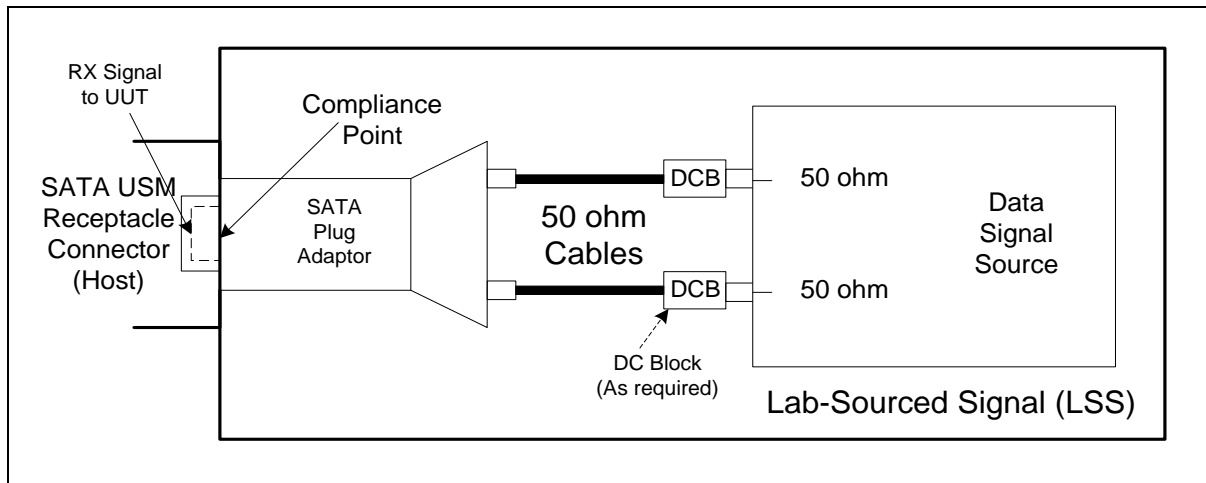 RX Signal
to UUT
Compliance
Point
SATA USM
Receptacle
Connector
(Host)
SATA
Plug
Adaptor
50 ohm
Cables
DCB
DCB
50 ohm
50 ohm
Data
Signal
Source
DC Block
(As required)
Lab-Sourced Signal (LSS)